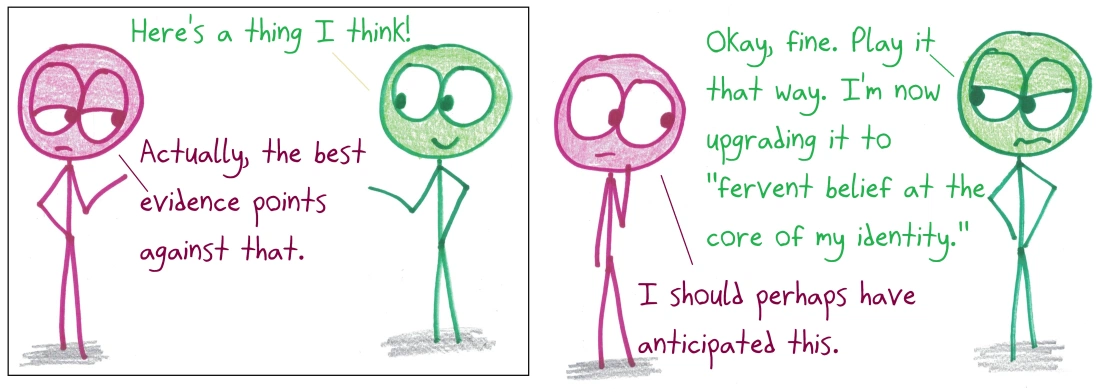 Here's a thing I think!
Actually, the best
evidence points
against that.
Okay, fine. Play it
that way. I'm now
upgrading it to
"fervent belief at the
core of my identity."
I should perhaps have
anticipated this.